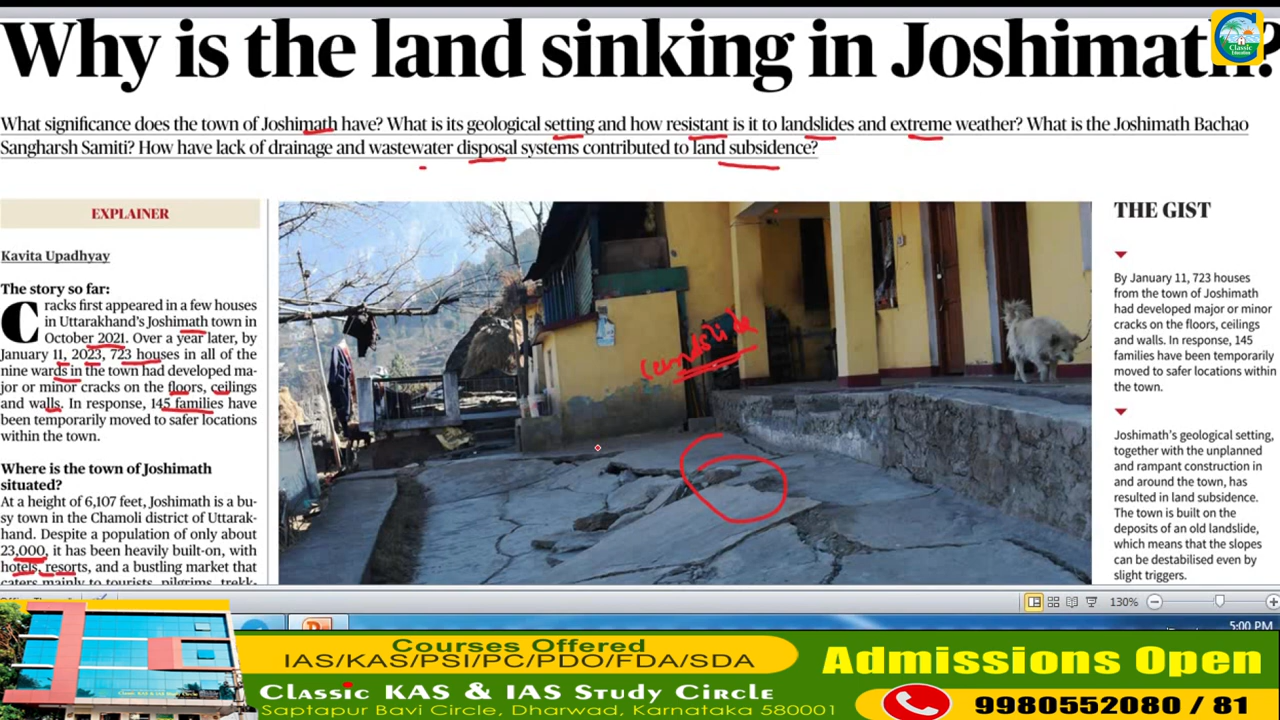 Why is the land sinking in Joshimath?
Classic
Education
What significance does the town of Joshimath have? What is its geological setting and how resistant is it to landslides and extreme weather? What is the Joshimath Bachao
Sangharsh Samiti? How have lack of drainage and wastewater disposal systems contributed to land subsidence?
EXPLAINER
Kavita Upadhyay
The story so far:
Cracks first appeared in a few houses
in Uttarakhand's Joshimath town in
October 2021. Over a year later, by
January 11, 2023, 723 houses in all of the
nine wards in the town had developed ma-
jor or minor cracks on the floors, ceilings
and walls. In response, 145 families have
been temporarily moved to safer locations
within the town.
Where is the town of Joshimath
situated?
At a height of 6,107 feet, Joshimath is a bu-
sy town in the Chamoli district of Uttarak-
hand. Despite a population of only about
23,000, it has been heavily built-on, with
hotels, resorts, and a bustling market that
caters mainly to tourists, pilgrims, trekk-
landslide
THE GIST
By January 11, 723 houses
from the town of Joshimath
had developed major or minor
cracks on the floors, ceilings
and walls. In response, 145
families have been temporarily
moved to safer locations within
the town.
Joshimath's geological setting,
together with the unplanned
and rampant construction in
and around the town, has
resulted in land subsidence.
The town is built on the
deposits of an old landslide,
which means that the slopes
can be destabilised even by
slight triggers.
130%
5:00 PM
Courses Offered
IAS/KAS/PSI/PC/PDO/FDA/SDA
Classic KAS & IAS Study Circle
Saptapur Bavi Circle, Dharwad, Karnataka 580001
Admissions Open
9980552080 / 81